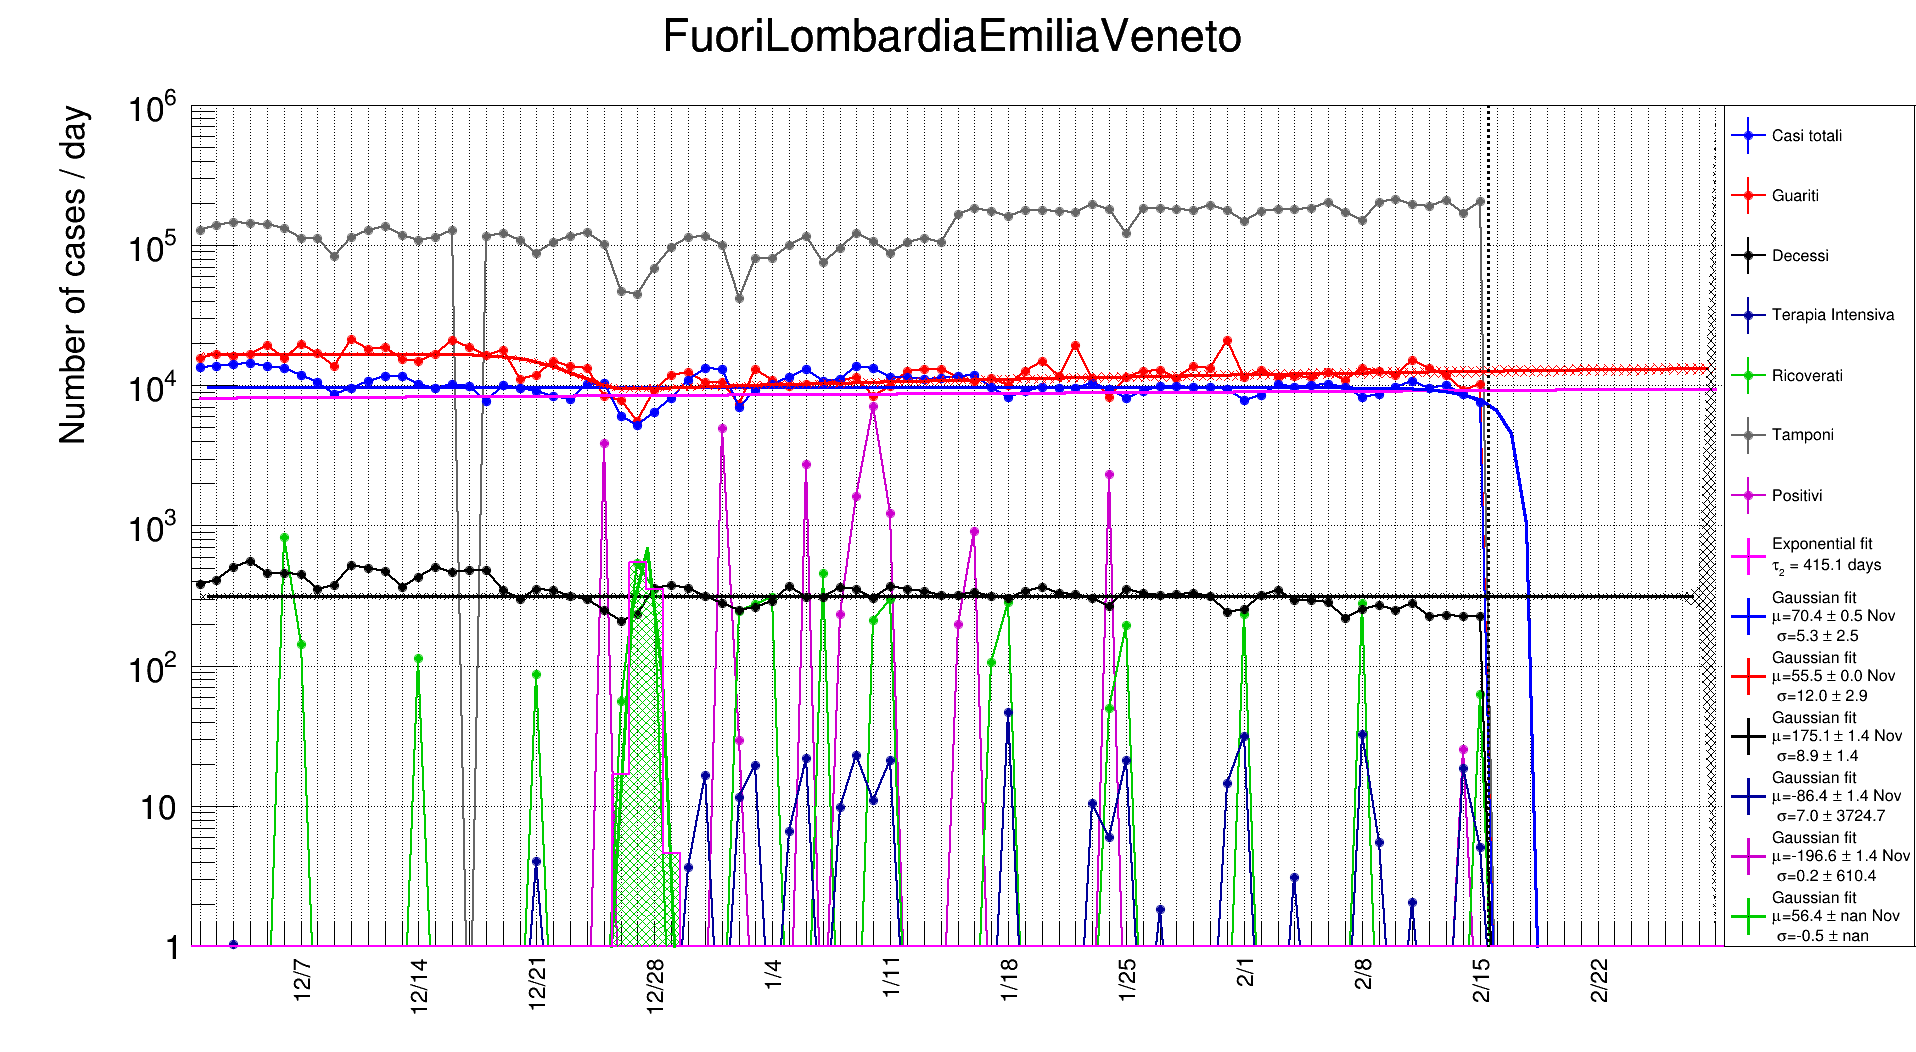 FuoriLombardiaEmiliaVeneto
Number of cases / day
10^6
10^5
10^4
10^3
10^2
10
1
12/7
12/14
12/21
12/28
1/4
1/11
1/18
1/25
2/1
2/8
2/15
2/22
Casi totali
Guariti
Decessi
Terapia Intensiva
Ricoverati
Tamponi
Positivi
Exponential fit
τ₂ = 415.1 days
Gaussian fit
μ=70.4 ± 0.5 Nov
σ=5.3 ± 2.5
Gaussian fit
μ=55.5 ± 0.0 Nov
σ=12.0 ± 2.9
Gaussian fit
μ=175.1 ± 1.4 Nov
σ=8.9 ± 1.4
Gaussian fit
μ=-86.4 ± 1.4 Nov
σ=7.0 ± 3724.7
Gaussian fit
μ=-196.6 ± 1.4 Nov
σ=0.2 ± 610.4
Gaussian fit
μ=56.4 ± nan Nov
σ=-0.5 ± nan